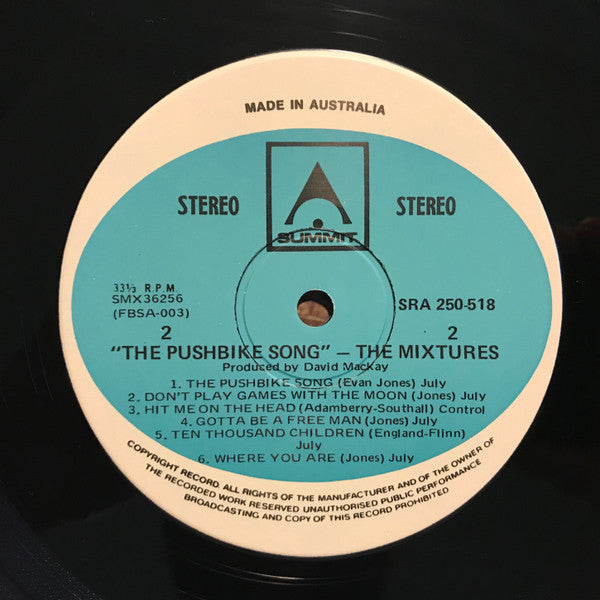 MADE IN AUSTRALIA
STEREO STEREO
SUMMIT
33⅓ R.P.M.
SMX36256 SRA 250-518
(FBSA-003)
2 2
"THE PUSHBIKE SONG" — THE MIXTURES
Produced by David MacKay
1. THE PUSHBIKE SONG (Evan Jones) July
2. DON'T PLAY GAMES WITH THE MOON (Jones) July
3. HIT ME ON THE HEAD (Adamberry-Southall) Control
4. GOTTA BE A FREE MAN (Jones) July
5. TEN THOUSAND CHILDREN (England-Flinn)
July
6. WHERE YOU ARE (Jones) July
COPYRIGHT RECORD. ALL RIGHTS OF THE MANUFACTURER AND OF THE OWNER OF
THE RECORDED WORK RESERVED UNAUTHORISED PUBLIC PERFORMANCE
BROADCASTING AND COPY OF THIS RECORD PROHIBITED